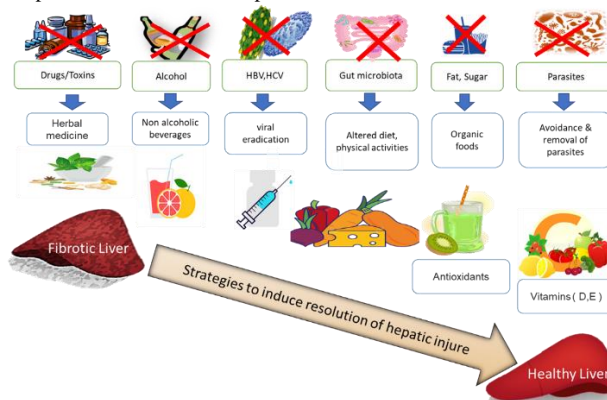 Drugs/Toxins
Alcohol
HBV,HCV
Gut microbiota
Fat, Sugar
Parasites
Herbal
medicine
Non alcoholic
beverages
viral
eradication
Altered diet,
physical activities
Organic
foods
Avoidance &
removal of
parasites
Fibrotic Liver
Antioxidants
Vitamins ( D,E )
Strategies to induce resolution of hepatic injure
Healthy Liver